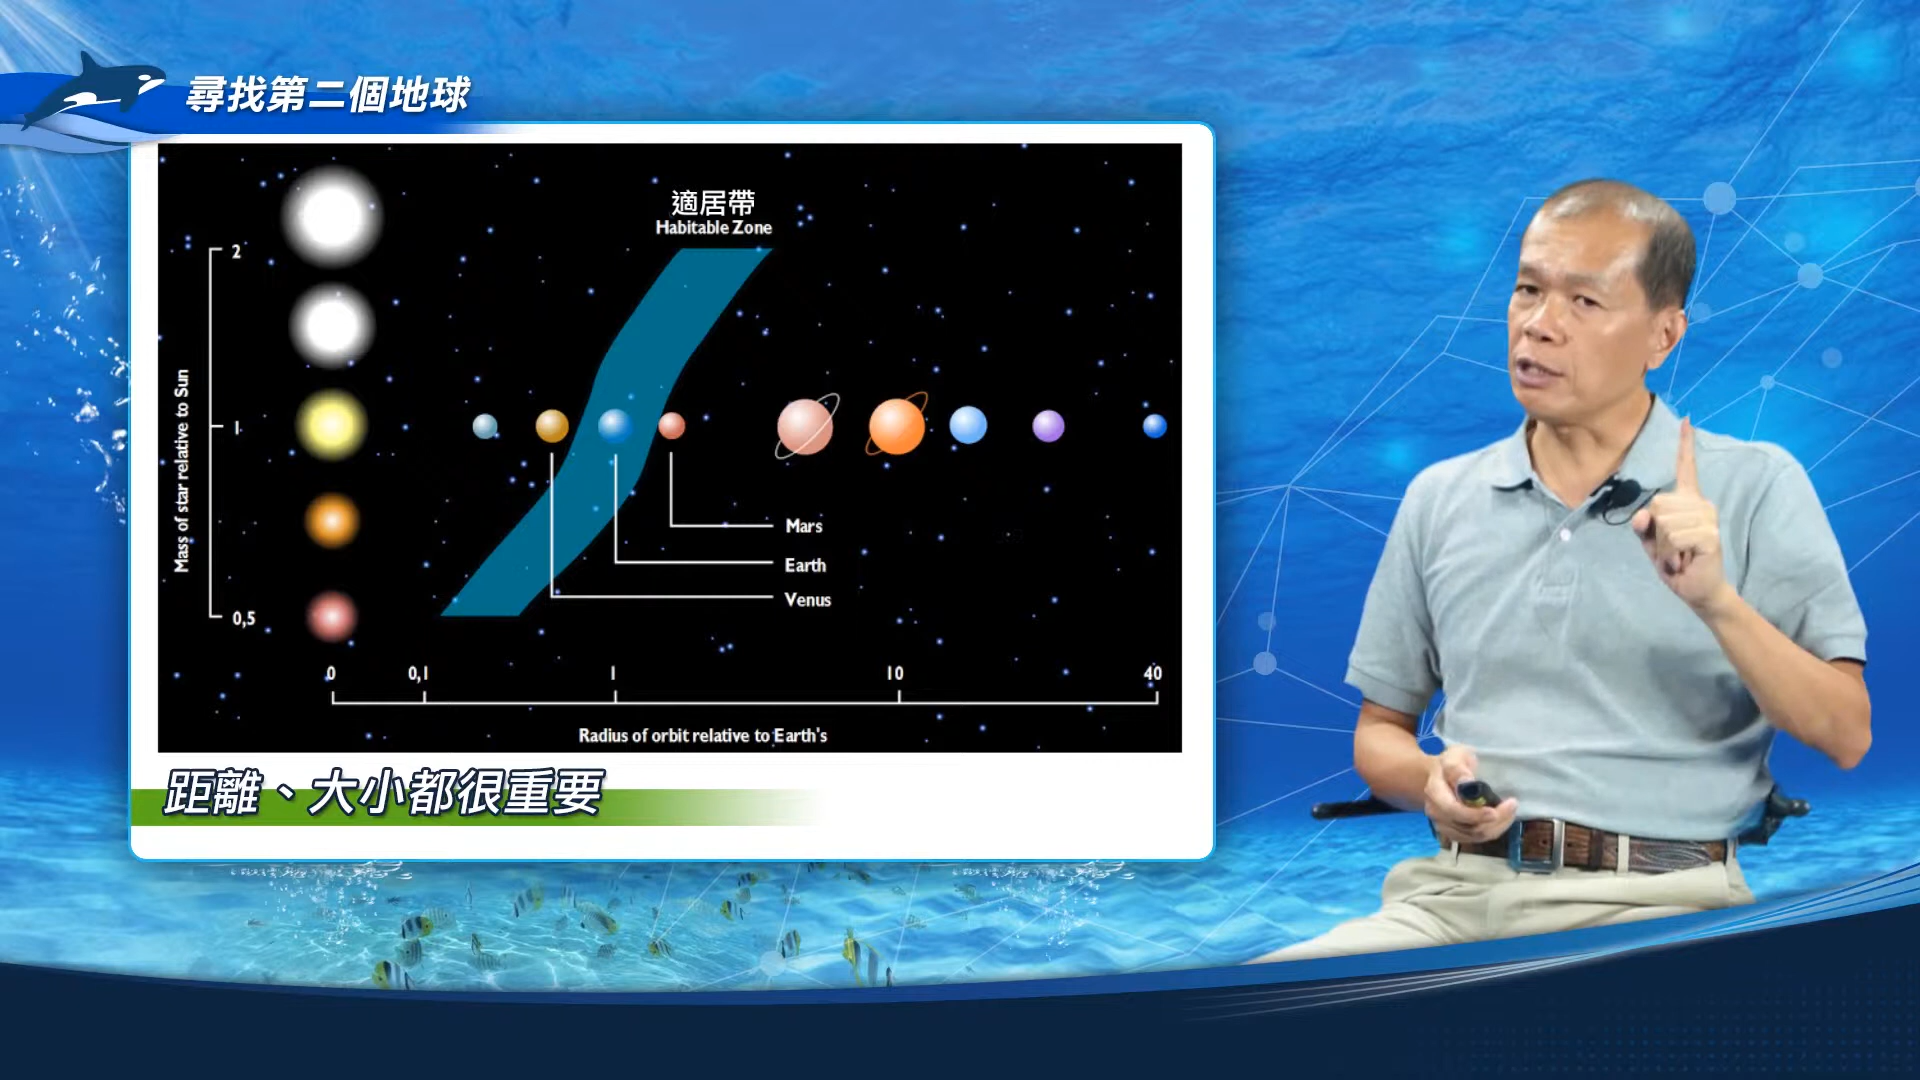 尋找第二個地球
適居帶
Habitable Zone
2
1
0,5
Mass of star relative to Sun
Mars
Earth
Venus
0
0,1
1
10
40
Radius of orbit relative to Earth's
距離、大小都很重要